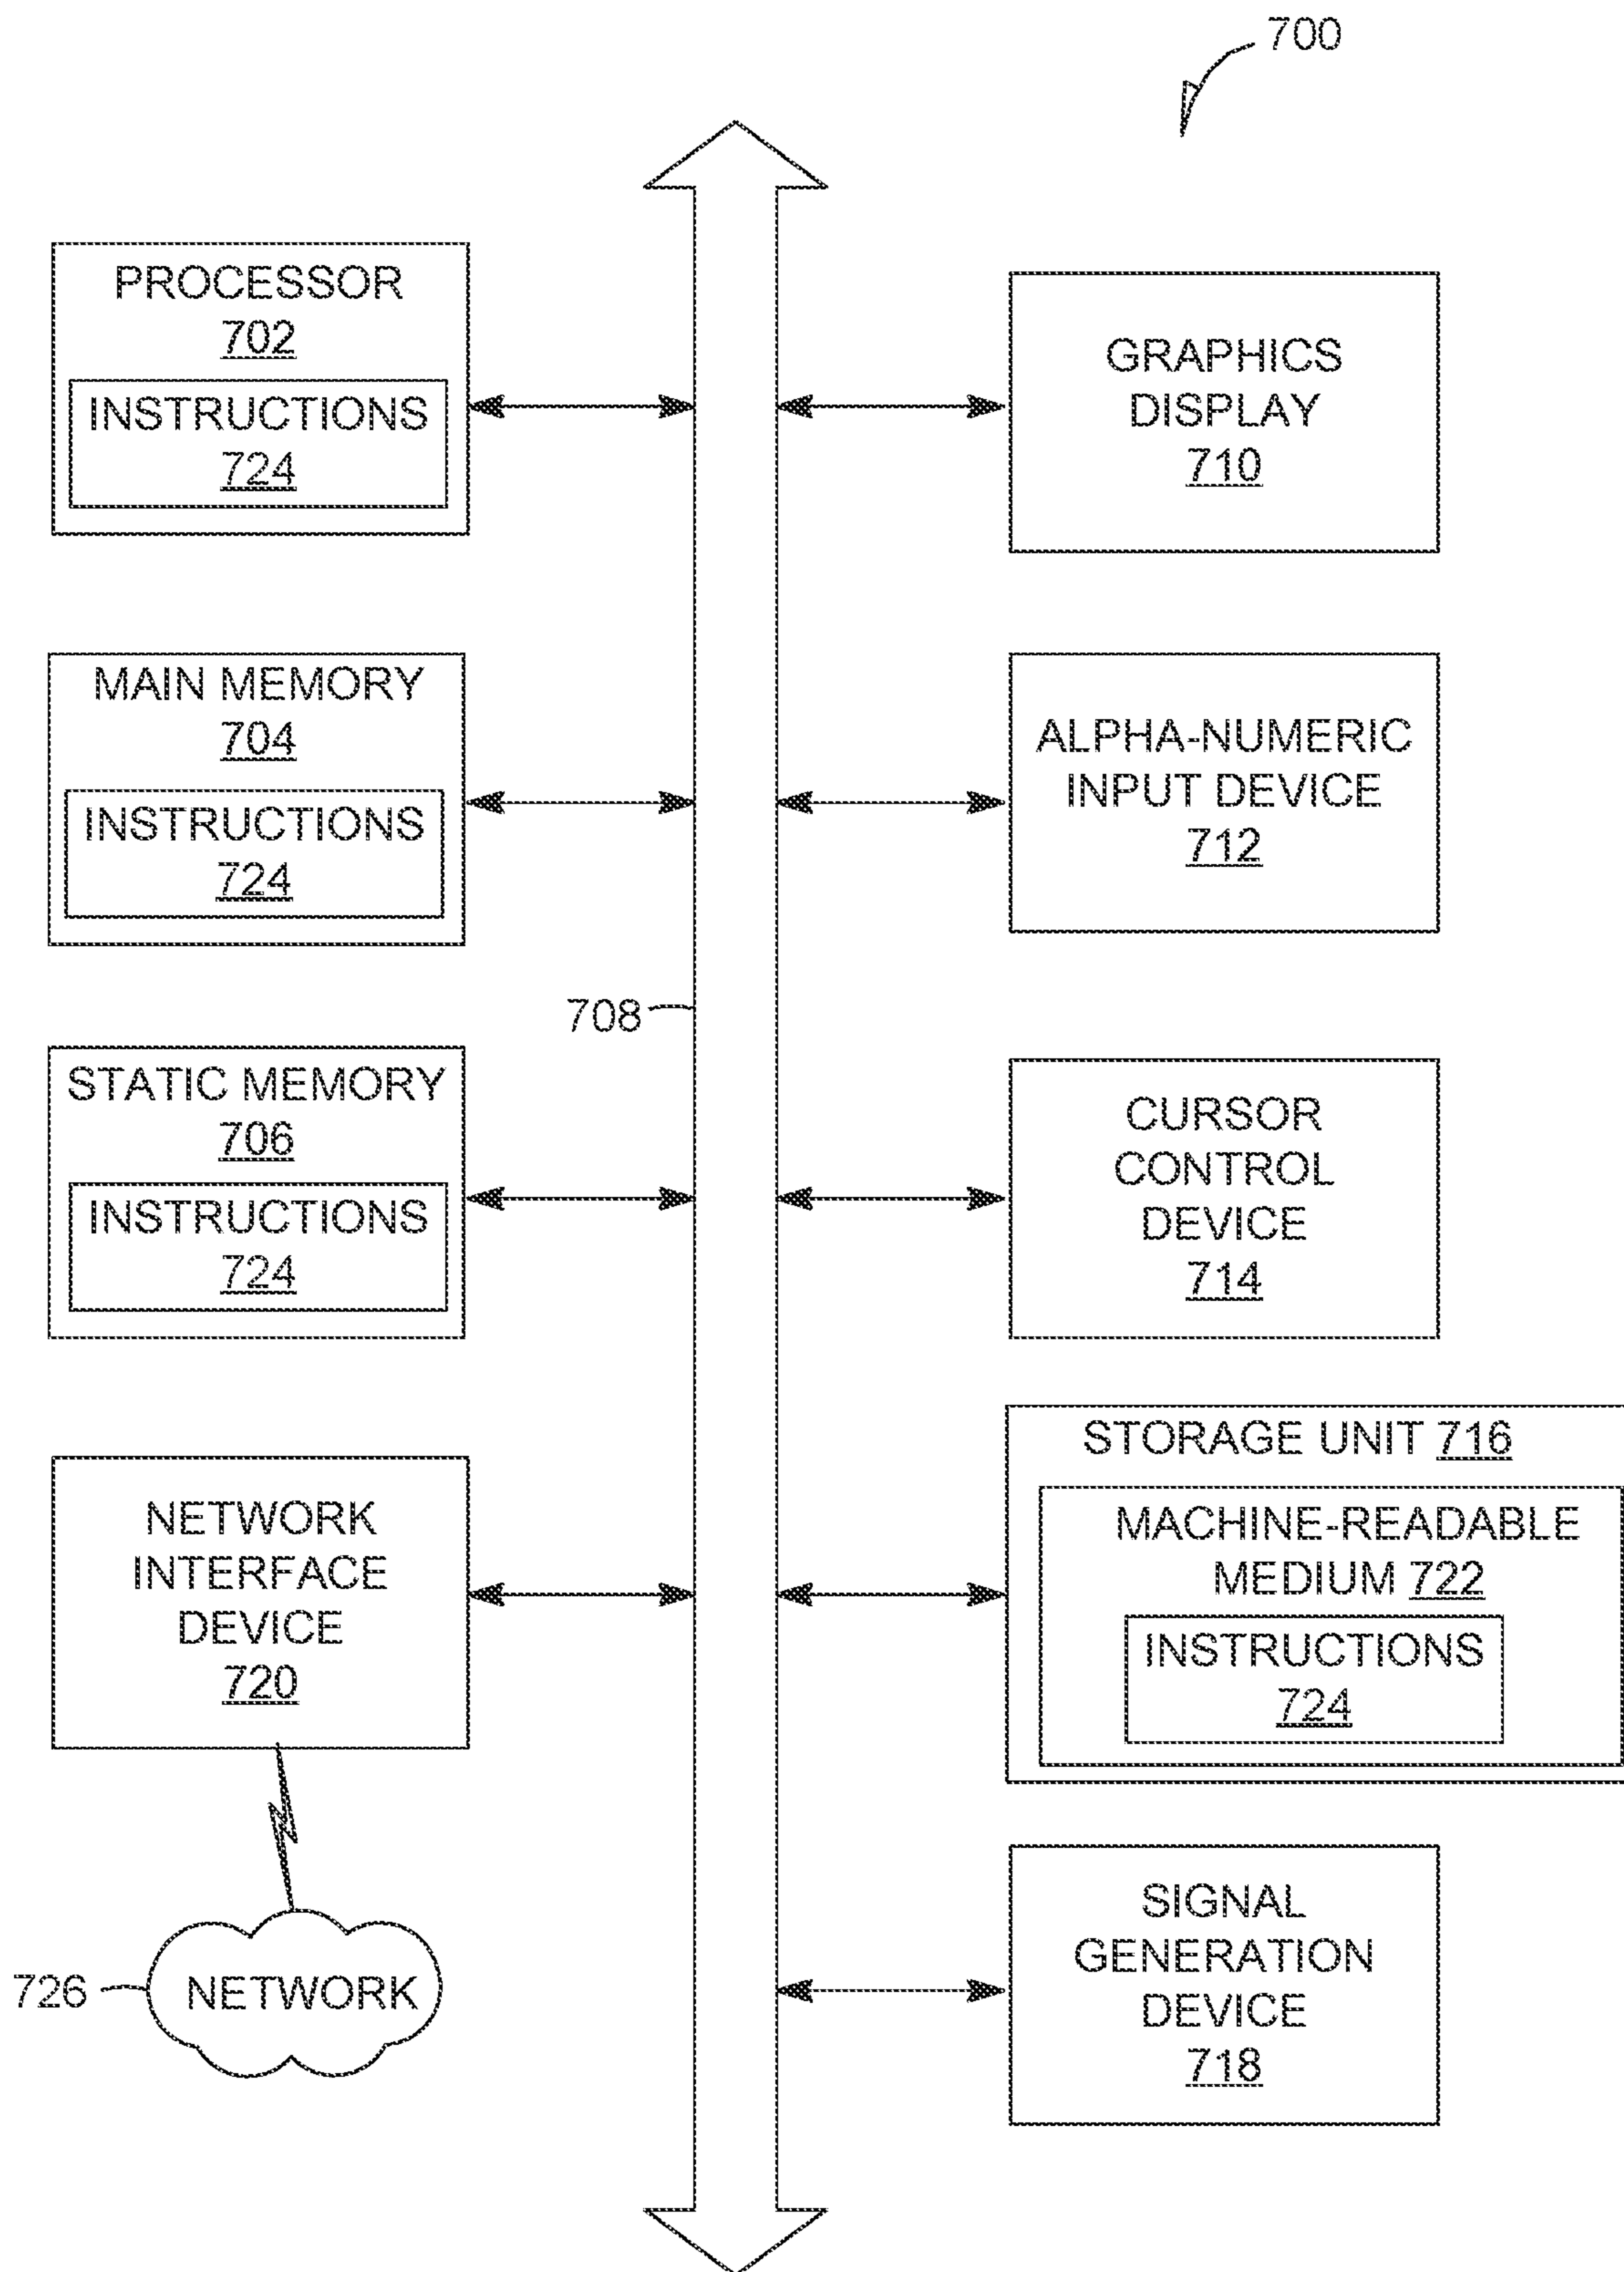 700
PROCESSOR
702
INSTRUCTIONS
724
GRAPHICS
DISPLAY
710
MAIN MEMORY
704
INSTRUCTIONS
724
ALPHA-NUMERIC
INPUT DEVICE
712
708
STATIC MEMORY
706
INSTRUCTIONS
724
CURSOR
CONTROL
DEVICE
714
NETWORK
INTERFACE
DEVICE
720
STORAGE UNIT 716
MACHINE-READABLE
MEDIUM 722
INSTRUCTIONS
724
726
NETWORK
SIGNAL
GENERATION
DEVICE
718